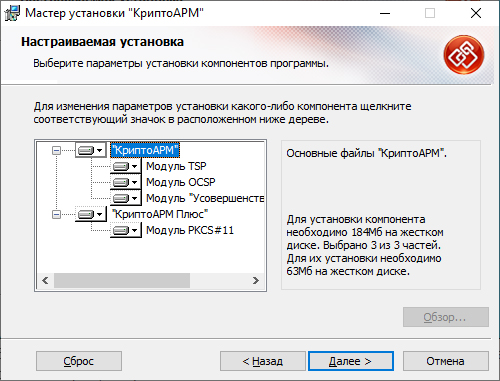 Мастер установки "КриптоАРМ"
Настраиваемая установка
Выберите параметры установки компонентов программы.
Для изменения параметров установки какого-либо компонента щелкните
соответствующий значок в расположенном ниже дереве.
"КриптоАРМ"
Модуль TSP
Модуль OCSP
Модуль "Усовершенств
"КриптоАРМ Плюс"
Модуль PKCS#11
Основные файлы "КриптоАРМ".
Для установки компонента
необходимо 184Мб на жестком
диске. Выбрано 3 из 3 частей.
Для их установки необходимо
63Мб на жестком диске.
Обзор...
Сброс
< Назад
Далее >
Отмена